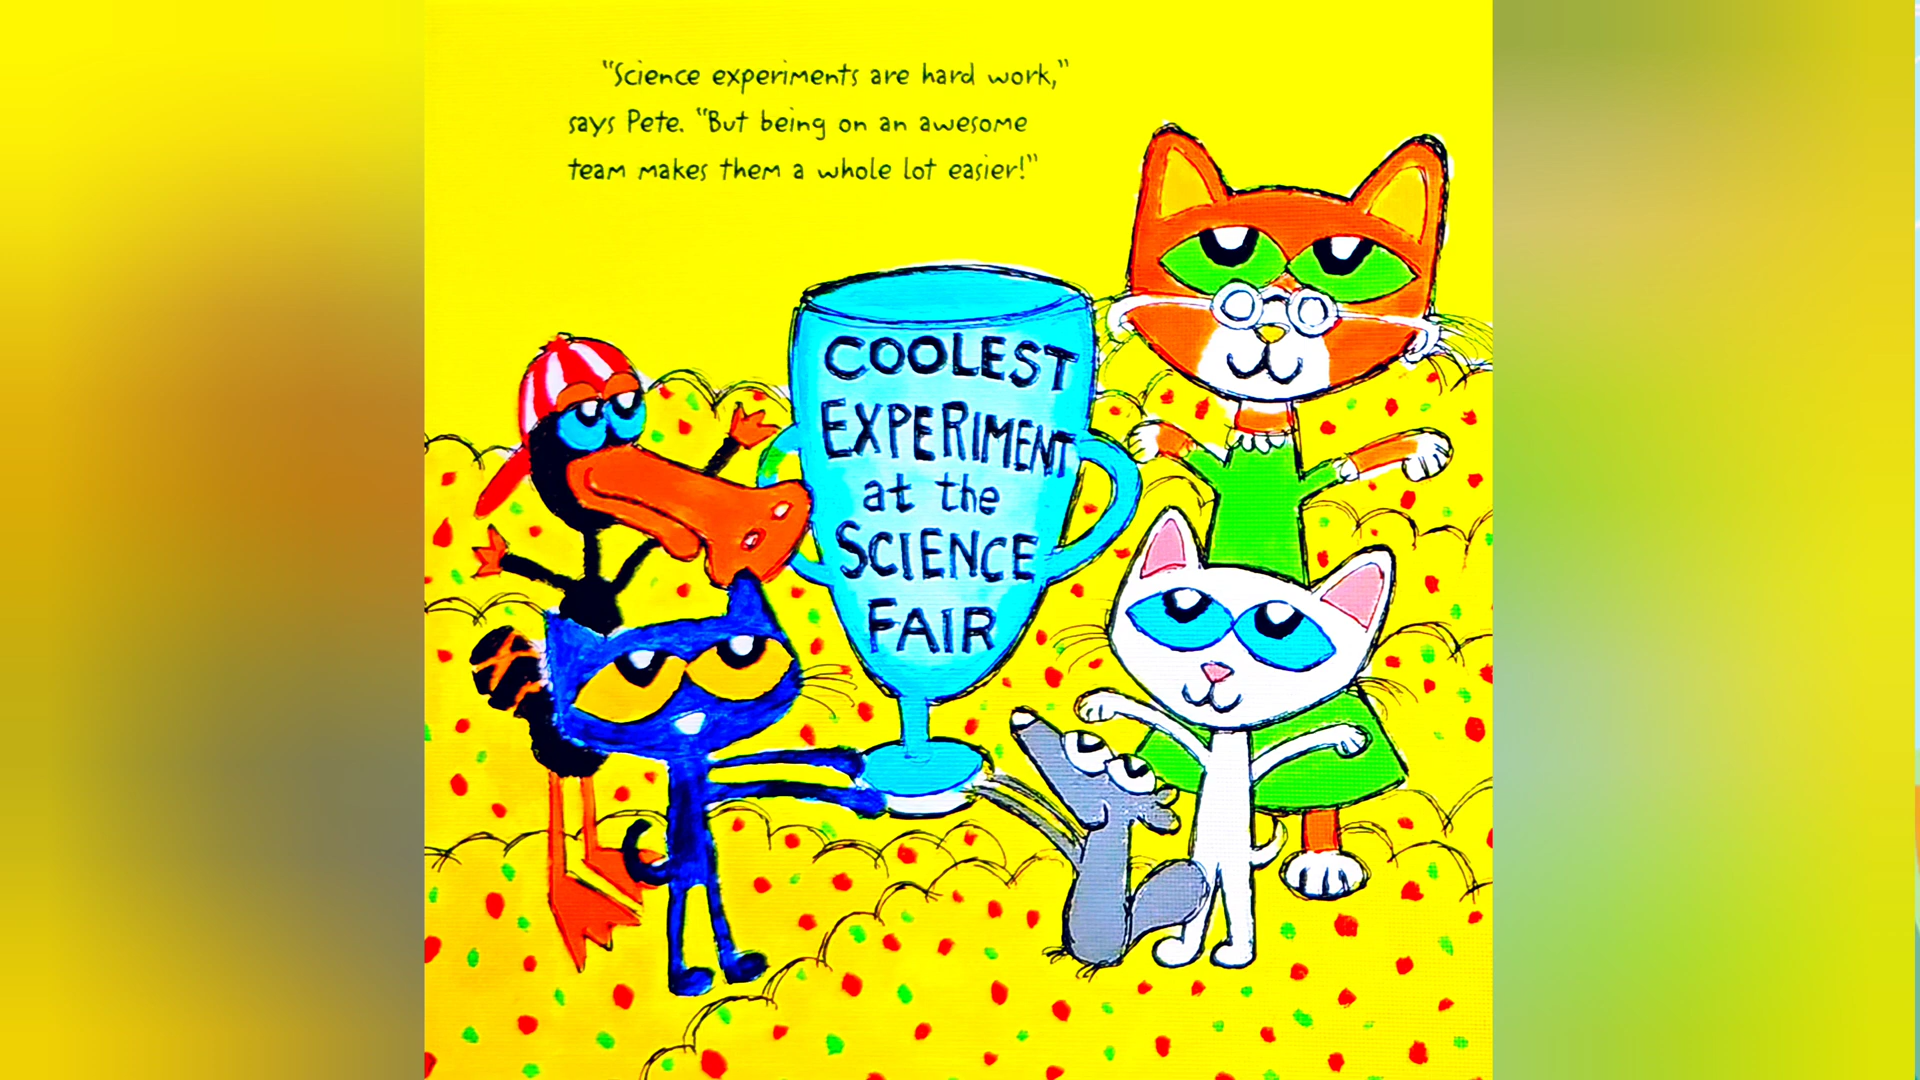 “Science experiments are hard work,”
says Pete. “But being on an awesome
team makes them a whole lot easier!”
COOLEST
EXPERIMENT
at the
SCIENCE
FAIR